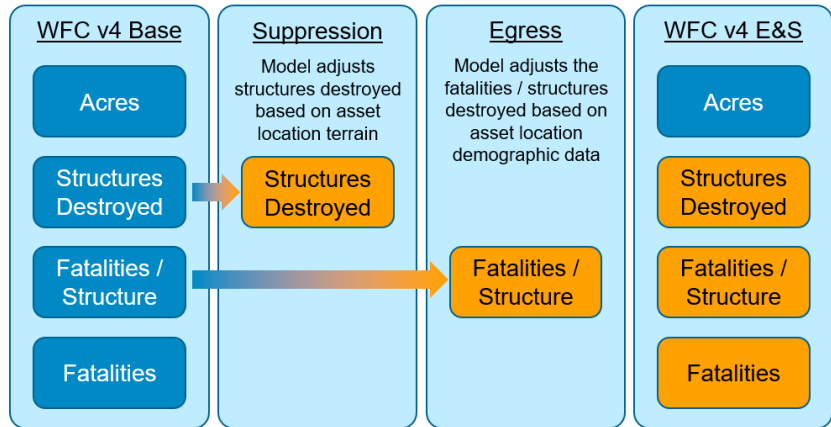 WFC v4 Base
Acres
Structures
Destroyed
Fatalities /
Structure
Fatalities
Suppression
Model adjusts
structures destroyed
based on asset
location terrain
Structures
Destroyed
Egress
Model adjusts the
fatalities / structures
destroyed based on
asset location
demographic data
Fatalities /
Structure
WFC v4 E&S
Acres
Structures
Destroyed
Fatalities /
Structure
Fatalities